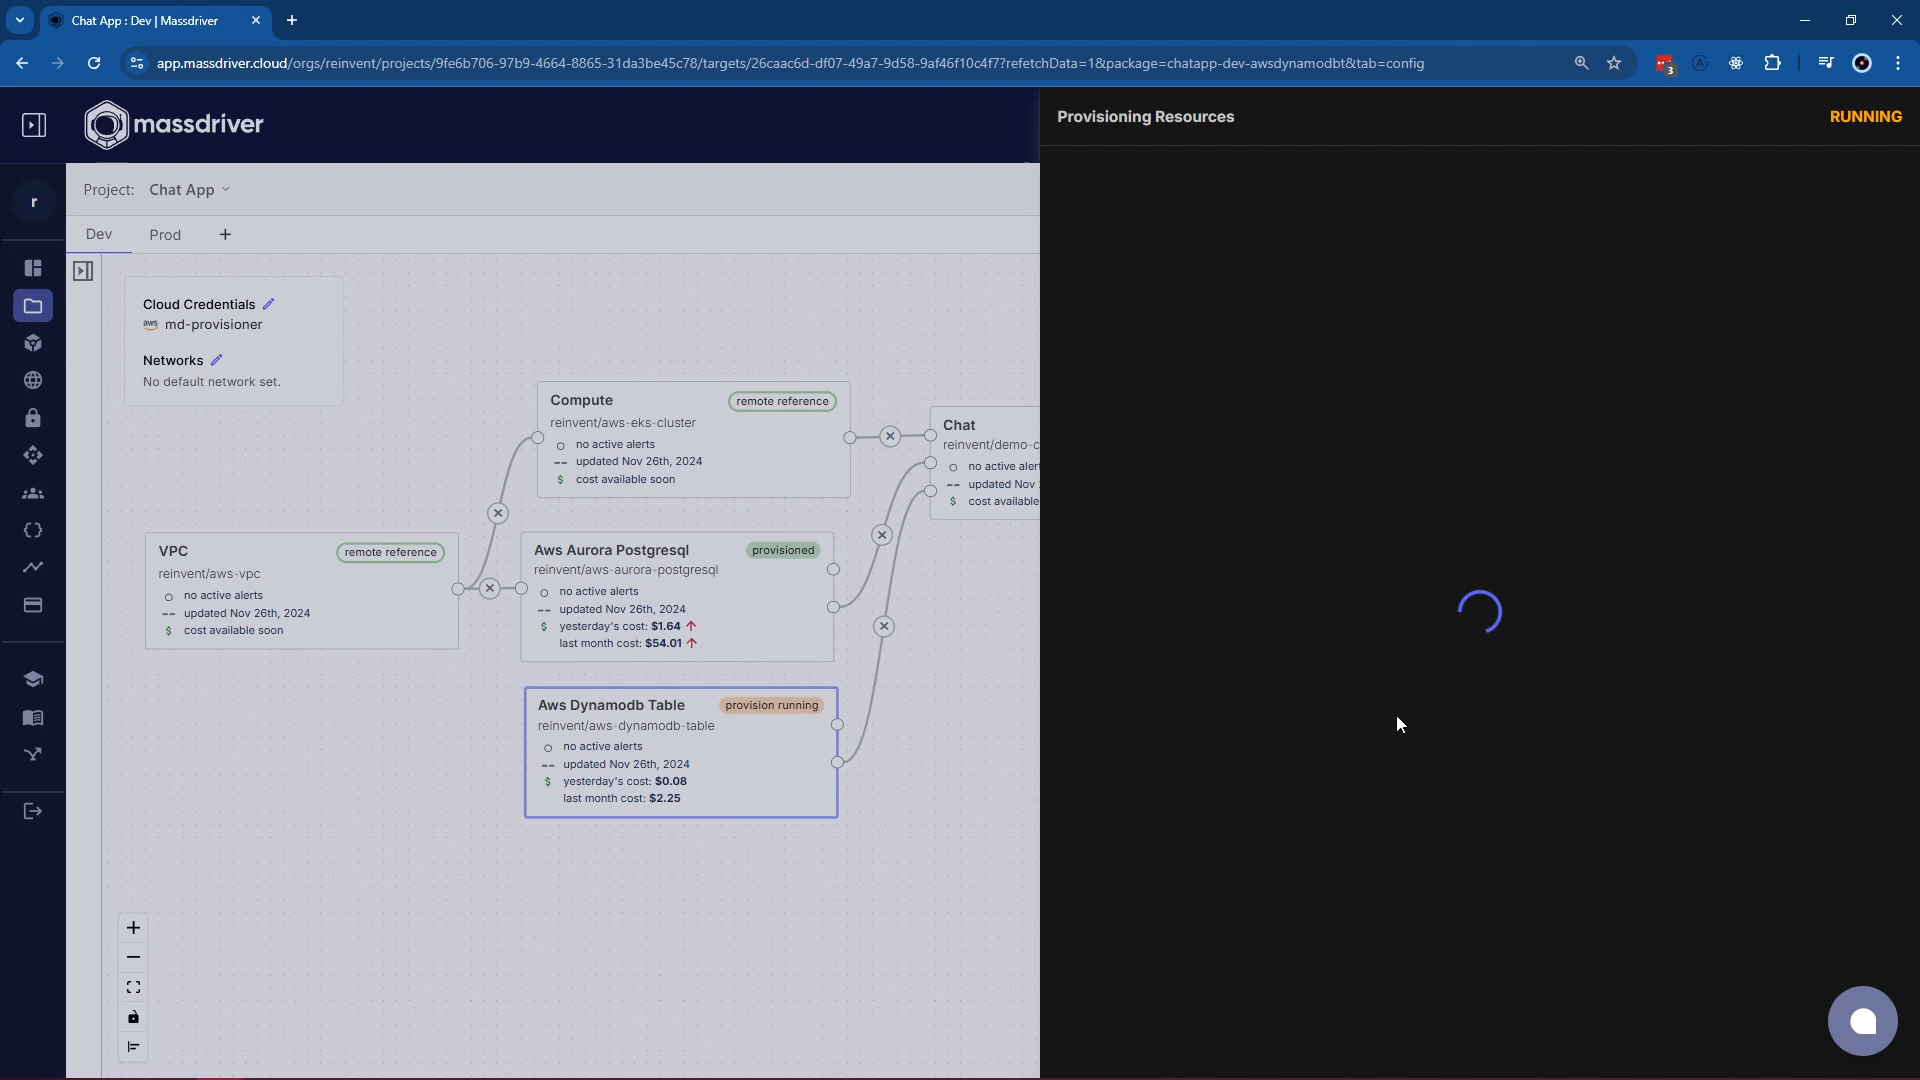 Chat App : Dev | Massdriver
app.massdriver.cloud/orgs/reinvent/projects/9fe6b706-97b9-4664-8865-31da3be45c78/targets/26caac6d-df07-49a7-9d58-9af46f10c4f7?refetchData=1&package=chatapp-dev-awsdynamodbt&tab=config
3
massdriver
Provisioning Resources
RUNNING
r
Project: Chat App
Dev
Prod
Cloud Credentials
aws md-provisioner
Networks
No default network set.
Compute
remote reference
reinvent/aws-eks-cluster
no active alerts
updated Nov 26th, 2024
$ cost available soon
Chat
reinvent/demo-c
no active aler
updated Nov
$ cost available
VPC
remote reference
reinvent/aws-vpc
no active alerts
updated Nov 26th, 2024
$ cost available soon
Aws Aurora Postgresql
provisioned
reinvent/aws-aurora-postgresql
no active alerts
updated Nov 26th, 2024
$ yesterday's cost: $1.64
last month cost: $54.01
Aws Dynamodb Table
provision running
reinvent/aws-dynamodb-table
no active alerts
updated Nov 26th, 2024
$ yesterday's cost: $0.08
last month cost: $2.25